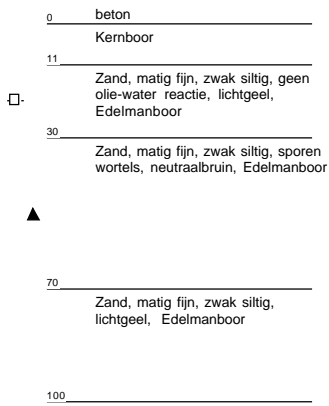 0 beton
Kernboor
11
Zand, matig fijn, zwak siltig, geen
olie-water reactie, lichtgeel,
Edelmanboor
30
Zand, matig fijn, zwak siltig, sporen
wortels, neutraalbruin, Edelmanboor
70
Zand, matig fijn, zwak siltig,
lichtgeel, Edelmanboor
100